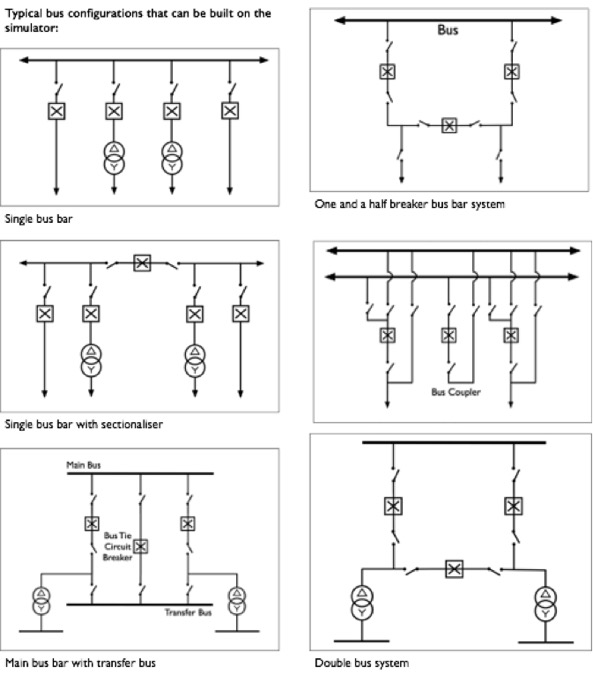 Typical bus configurations that can be built on the
simulator:
Bus
Single bus bar
One and a half breaker bus bar system
Bus Coupler
Single bus bar with sectionaliser
Main Bus
Bus Tie
Circuit
Breaker
Transfer Bus
Main bus bar with transfer bus
Double bus system